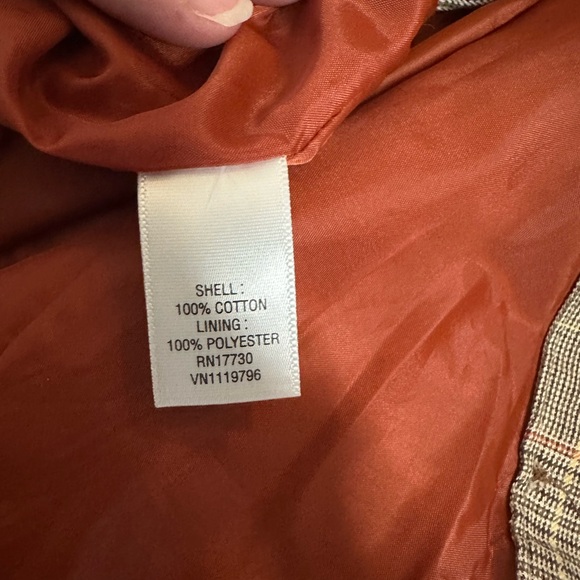 SHELL:
100% COTTON
LINING:
100% POLYESTER
RN17730
VN1119796